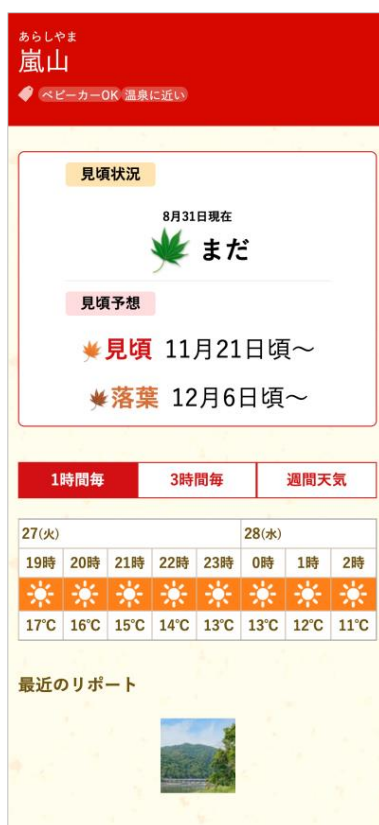 あらしやま
嵐山
ベビーカーOK 温泉に近い
見頃状況
8月31日現在
まだ
見頃予想
見頃 11月21日頃〜
落葉 12月6日頃〜
1時間毎 3時間毎 週間天気
27(火) 28(水)
19時 20時 21時 22時 23時 0時 1時 2時
17℃ 16℃ 15℃ 14℃ 13℃ 13℃ 12℃ 11℃
最近のリポート